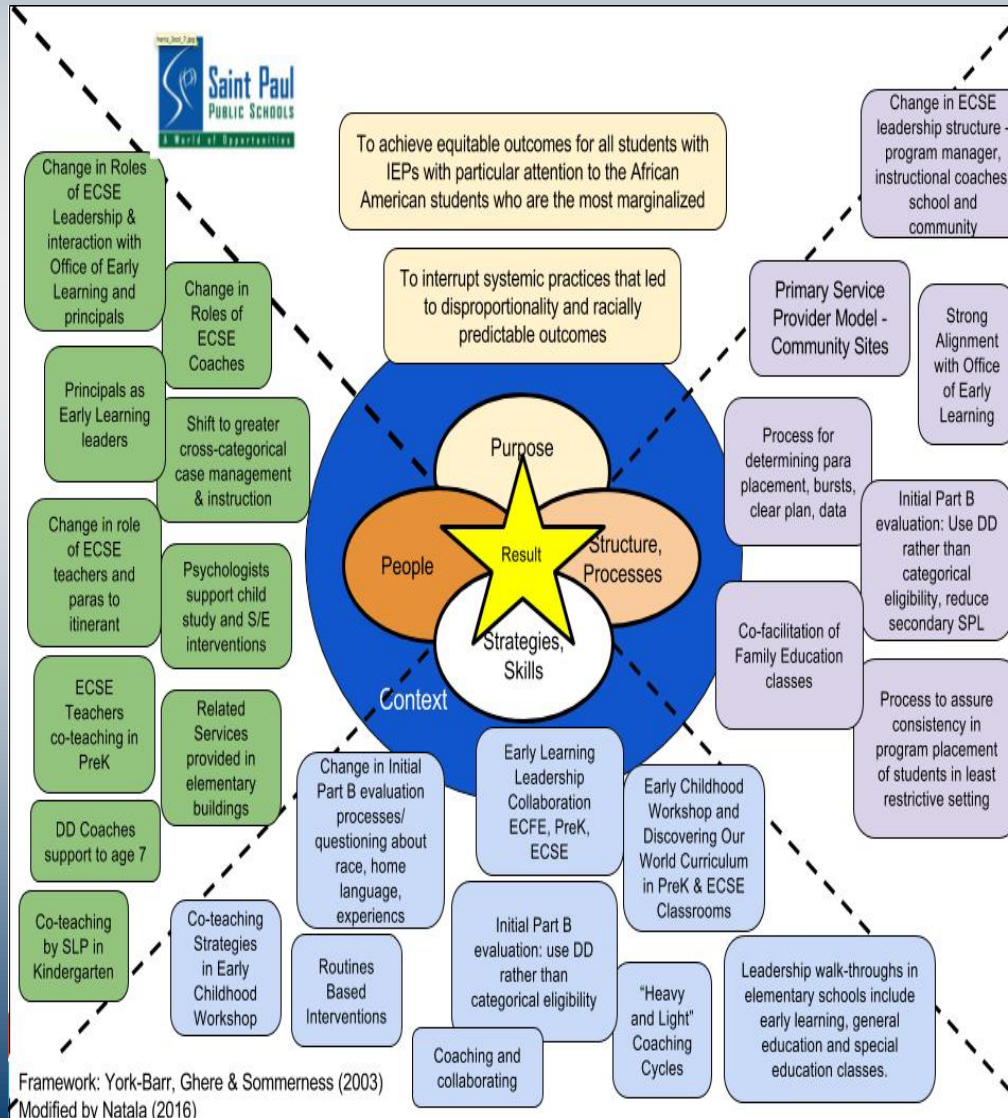 Saint Paul
PUBLIC SCHOOLS
A World of Opportunities
To achieve equitable outcomes for all students with
IEPs with particular attention to the African
American students who are the most marginalized
To interrupt systemic practices that led
to disproportionality and racially
predictable outcomes
Change in Roles
of ECSE
Leadership &
interaction with
Office of Early
Learning and
principals
Change in
Roles of
ECSE
Coaches
Principals as
Early Learning
leaders
Shift to greater
cross-categorical
case management
& instruction
Change in role
of ECSE
teachers and
paras to
itinerant
Psychologists
support child
study and S/E
interventions
ECSE
Teachers
co-teaching in
PreK
Related
Services
provided in
elementary
buildings
DD Coaches
support to age 7
Co-teaching
by SLP in
Kindergarten
Purpose
People
Result
Structure,
Processes
Strategies,
Skills
Context
Change in ECSE
leadership structure -
program manager,
instructional coaches
school and
community
Primary Service
Provider Model -
Community Sites
Strong
Alignment
with Office
of Early
Learning
Process for
determining para
placement, bursts,
clear plan, data
Initial Part B
evaluation: Use DD
rather than
categorical
eligibility, reduce
secondary SPL
Co-facilitation of
Family Education
classes
Process to assure
consistency in
program placement
of students in least
restrictive setting
Change in Initial
Part B evaluation
processes/
questioning about
race, home
language,
experiencs
Early Learning
Leadership
Collaboration
ECFE, PreK,
ECSE
Early Childhood
Workshop and
Discovering Our
World Curriculum
in PreK & ECSE
Classrooms
Co-teaching
Strategies
in Early
Childhood
Workshop
Routines
Based
Interventions
Initial Part B
evaluation: use DD
rather than
categorical eligibility
Coaching and
collaborating
"Heavy
and Light"
Coaching
Cycles
Leadership walk-throughs in
elementary schools include
early learning, general
education and special
education classes.
Framework: York-Barr, Ghere & Sommerness (2003)
Modified by Natala (2016)